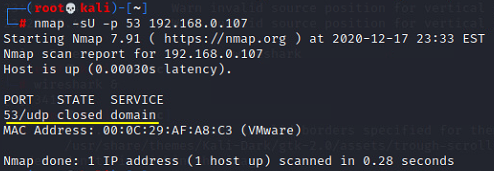 (root💀kali)-[~]
# nmap -sU -p 53 192.168.0.107
Starting Nmap 7.91 ( https://nmap.org ) at 2020-12-17 23:33 EST
Nmap scan report for 192.168.0.107
Host is up (0.00030s latency).
PORT STATE SERVICE
53/udp closed domain
MAC Address: 00:0C:29:AF:A8:C3 (VMware)
Nmap done: 1 IP address (1 host up) scanned in 0.28 seconds